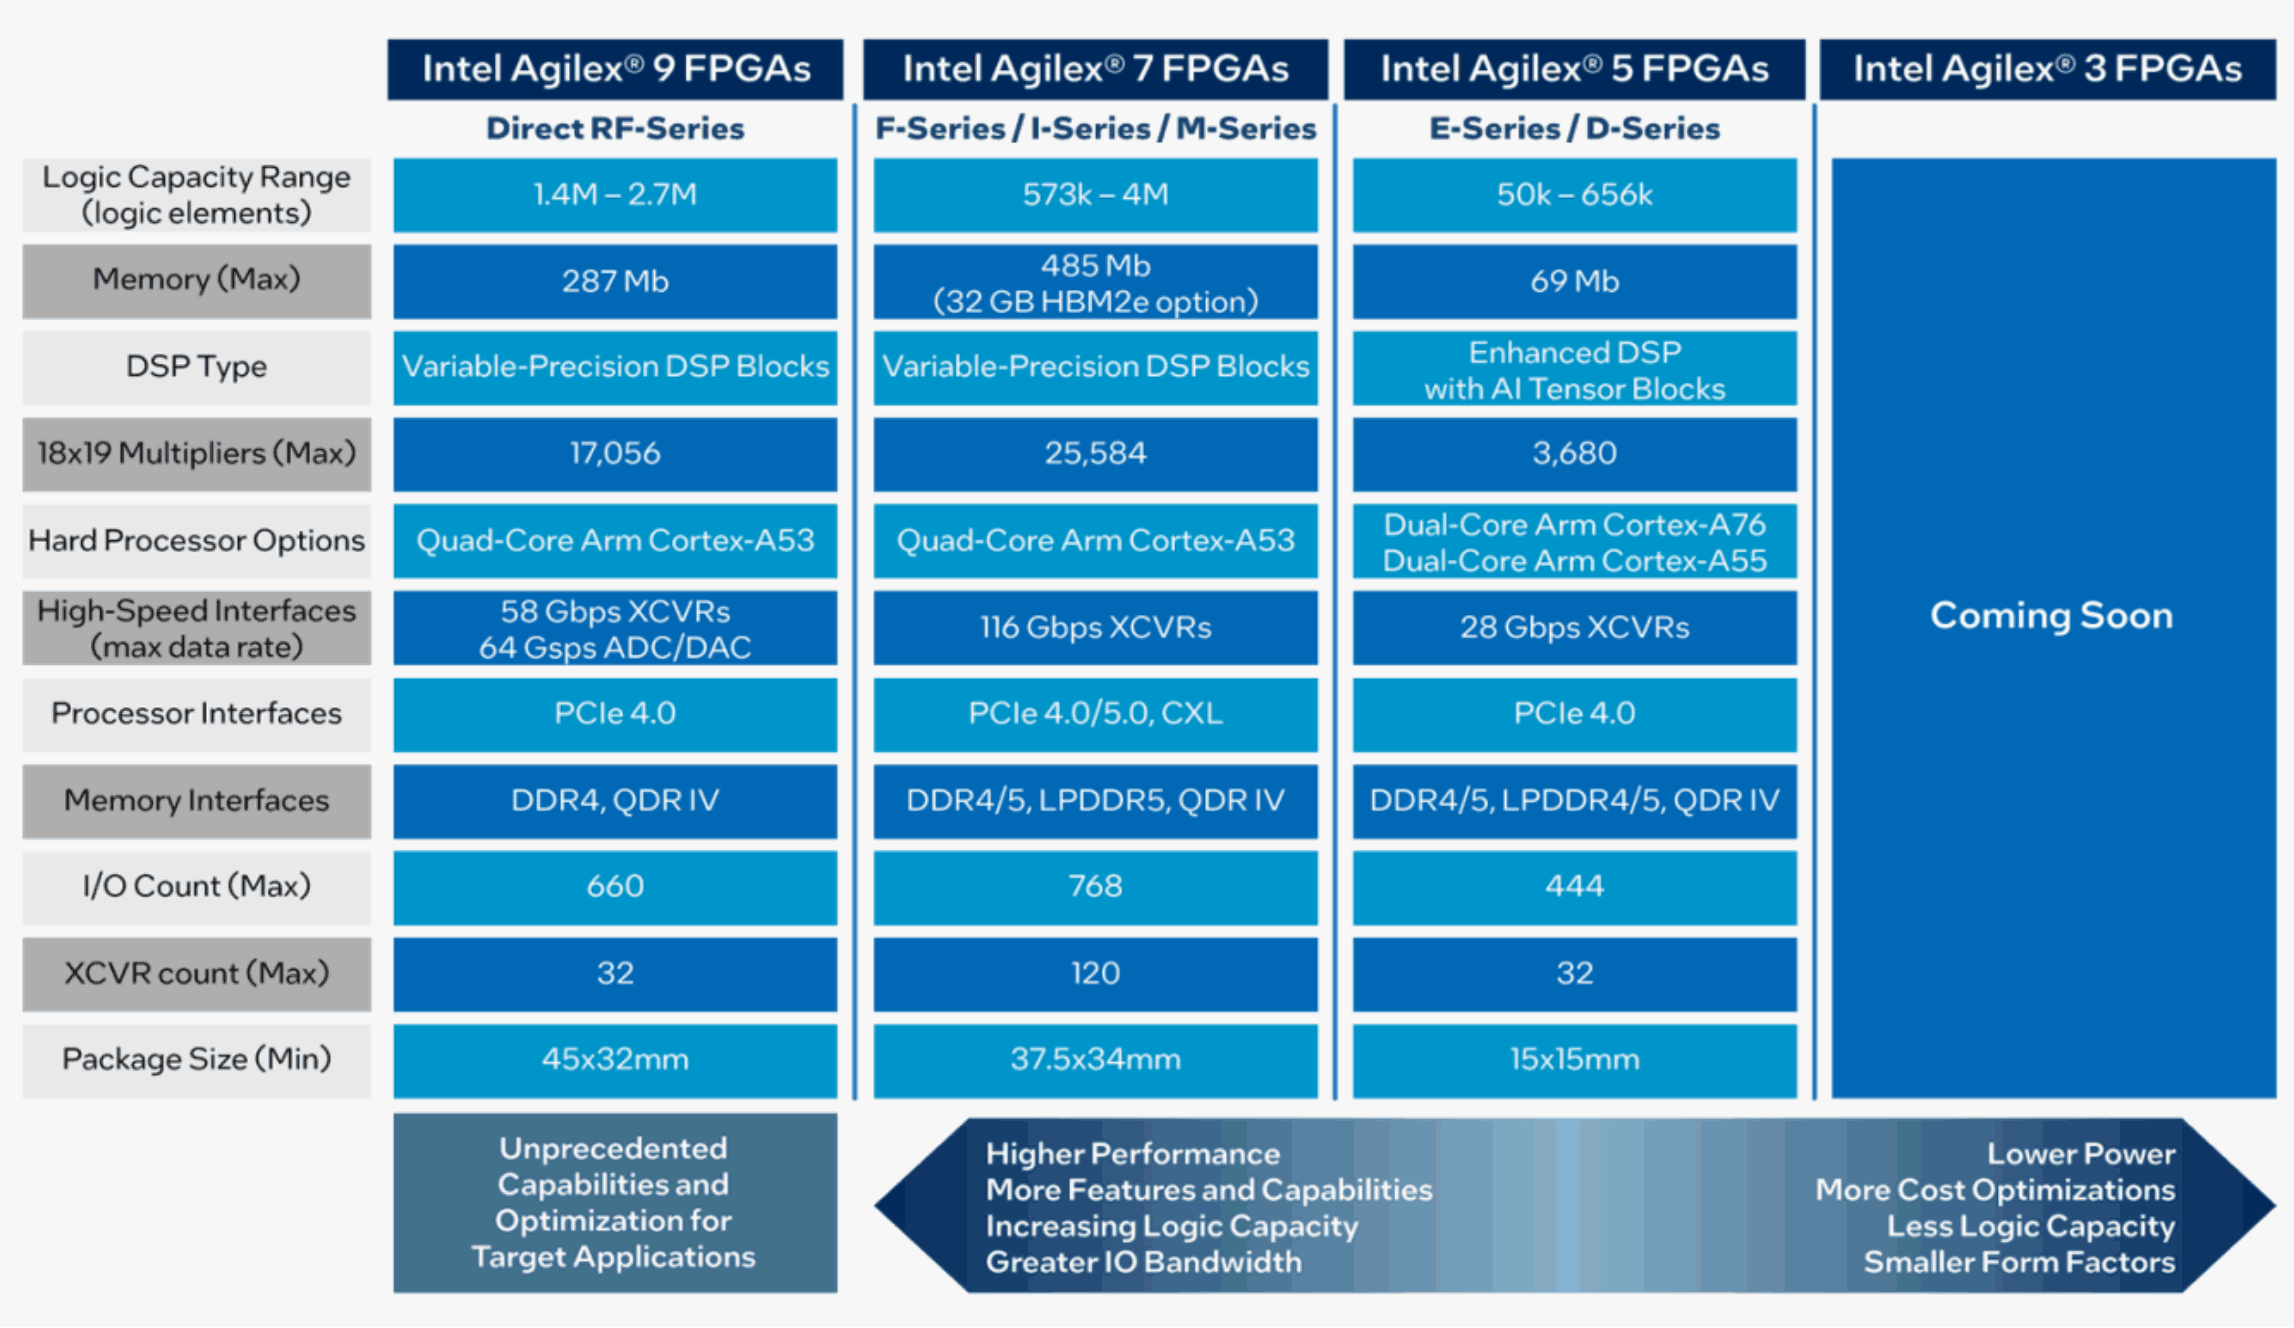 Intel Agilex® 9 FPGAs
Intel Agilex® 7 FPGAs
Intel Agilex® 5 FPGAs
Intel Agilex® 3 FPGAs
Direct RF-Series
F-Series / I-Series / M-Series
E-Series / D-Series
Logic Capacity Range
(logic elements)
1.4M – 2.7M
573k – 4M
50k – 656k
Memory (Max)
287 Mb
485 Mb
(32 GB HBM2e option)
69 Mb
DSP Type
Variable-Precision DSP Blocks
Variable-Precision DSP Blocks
Enhanced DSP
with AI Tensor Blocks
18x19 Multipliers (Max)
17,056
25,584
3,680
Hard Processor Options
Quad-Core Arm Cortex-A53
Quad-Core Arm Cortex-A53
Dual-Core Arm Cortex-A76
Dual-Core Arm Cortex-A55
High-Speed Interfaces
(max data rate)
58 Gbps XCVRs
64 Gsps ADC/DAC
116 Gbps XCVRs
28 Gbps XCVRs
Coming Soon
Processor Interfaces
PCIe 4.0
PCIe 4.0/5.0, CXL
PCIe 4.0
Memory Interfaces
DDR4, QDR IV
DDR4/5, LPDDR5, QDR IV
DDR4/5, LPDDR4/5, QDR IV
I/O Count (Max)
660
768
444
XCVR count (Max)
32
120
32
Package Size (Min)
45x32mm
37.5x34mm
15x15mm
Unprecedented
Capabilities and
Optimization for
Target Applications
Higher Performance
More Features and Capabilities
Increasing Logic Capacity
Greater IO Bandwidth
Lower Power
More Cost Optimizations
Less Logic Capacity
Smaller Form Factors